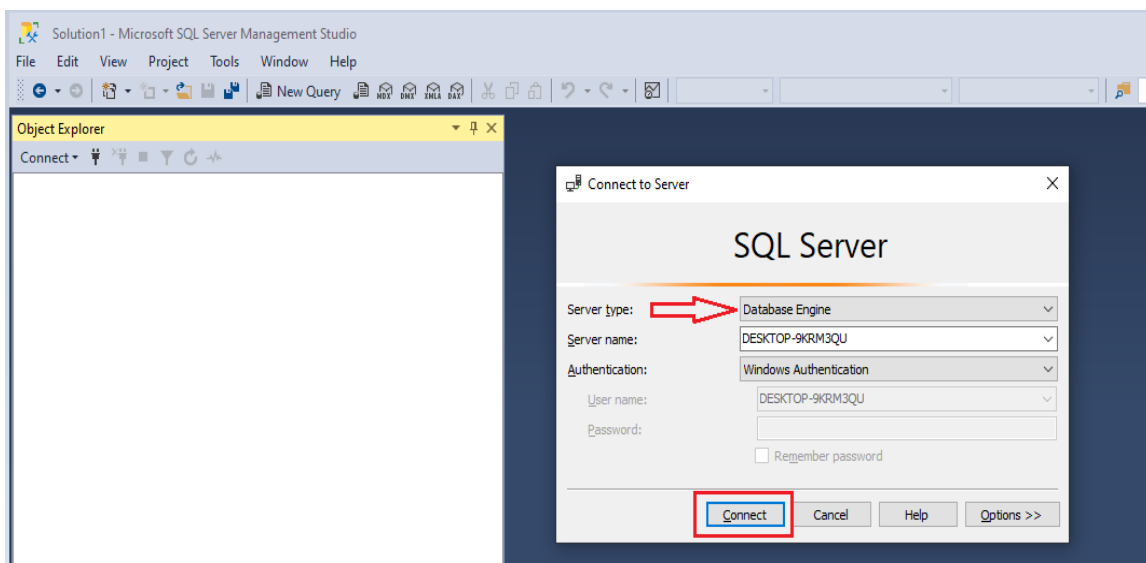 Solution1 - Microsoft SQL Server Management Studio
File Edit View Project Tools Window Help
New Query MDX DMX XMLA DAX
Object Explorer
Connect
Connect to Server
SQL Server
Server type: Database Engine
Server name: DESKTOP-9KRM3QU
Authentication: Windows Authentication
User name: DESKTOP-9KRM3QU
Password:
Remember password
Connect Cancel Help Options >>